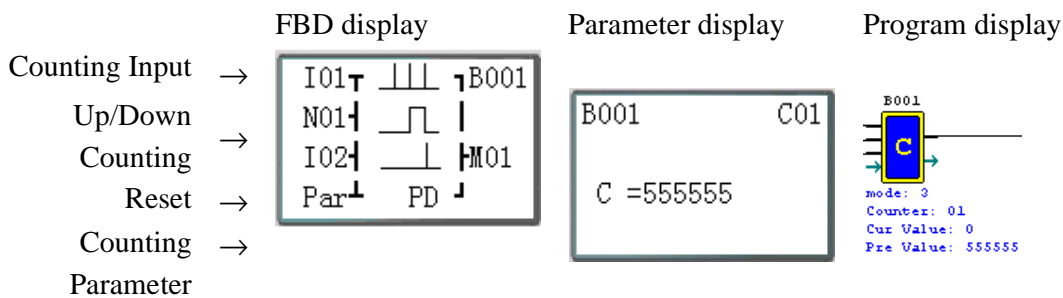 FBD display
Parameter display
Program display
Counting Input →
Up/Down
Counting →
Reset →
Counting →
Parameter
I01 B001
N01
I02 M01
Par PD
B001 C01
C =555555
B001
C
mode: 3
Counter: 01
Cur Value: 0
Pre Value: 555555